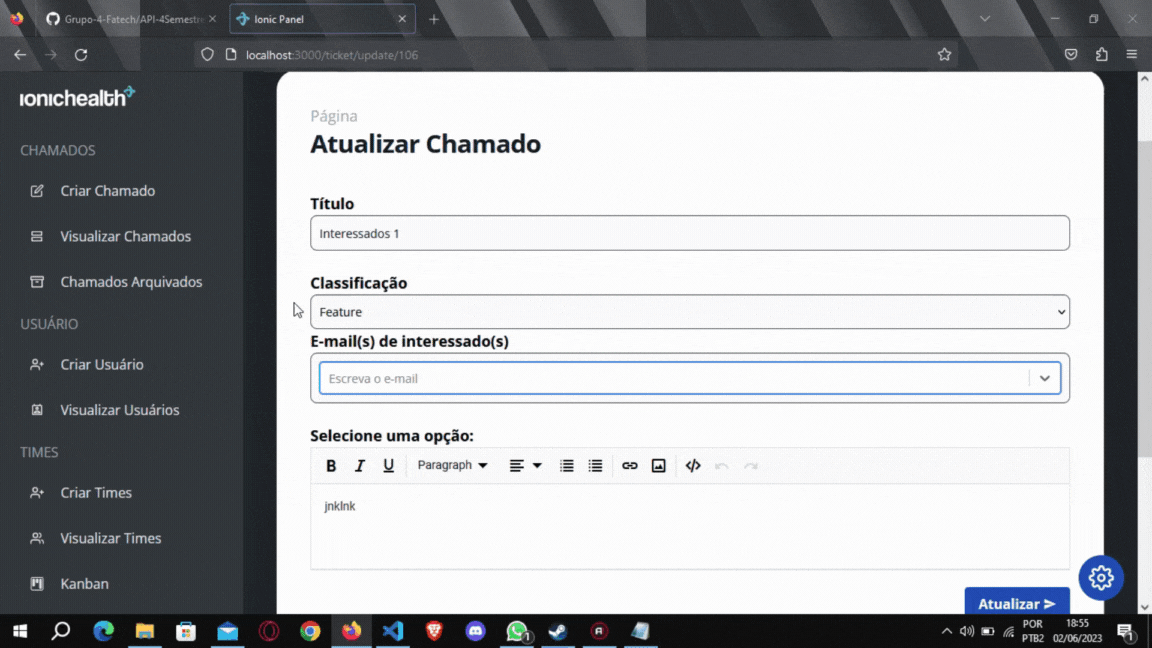 Grupo-4-Fatech/API-4Semestre
Ionic Panel
localhost:3000/ticket/update/106
ionichealth
CHAMADOS
Criar Chamado
Visualizar Chamados
Chamados Arquivados
USUÁRIO
Criar Usuário
Visualizar Usuários
TIMES
Criar Times
Visualizar Times
Kanban
Página
Atualizar Chamado
Título
Interessados 1
Classificação
Feature
E-mail(s) de interessado(s)
Escreva o e-mail
Selecione uma opção:
B I U Paragraph
jnklnk
Atualizar
1
POR
PTB2
18:55
02/06/2023
1